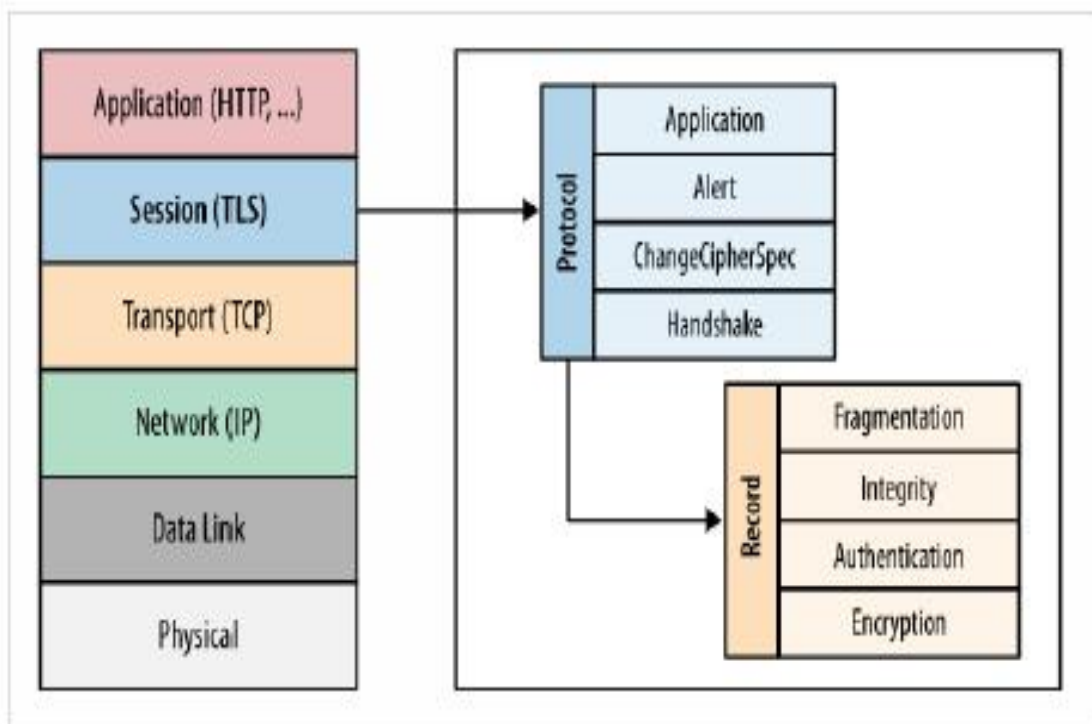 Application (HTTP, ...)
Session (TLS)
Transport (TCP)
Network (IP)
Data Link
Physical
Protocol
Application
Alert
ChangeCipherSpec
Handshake
Record
Fragmentation
Integrity
Authentication
Encryption